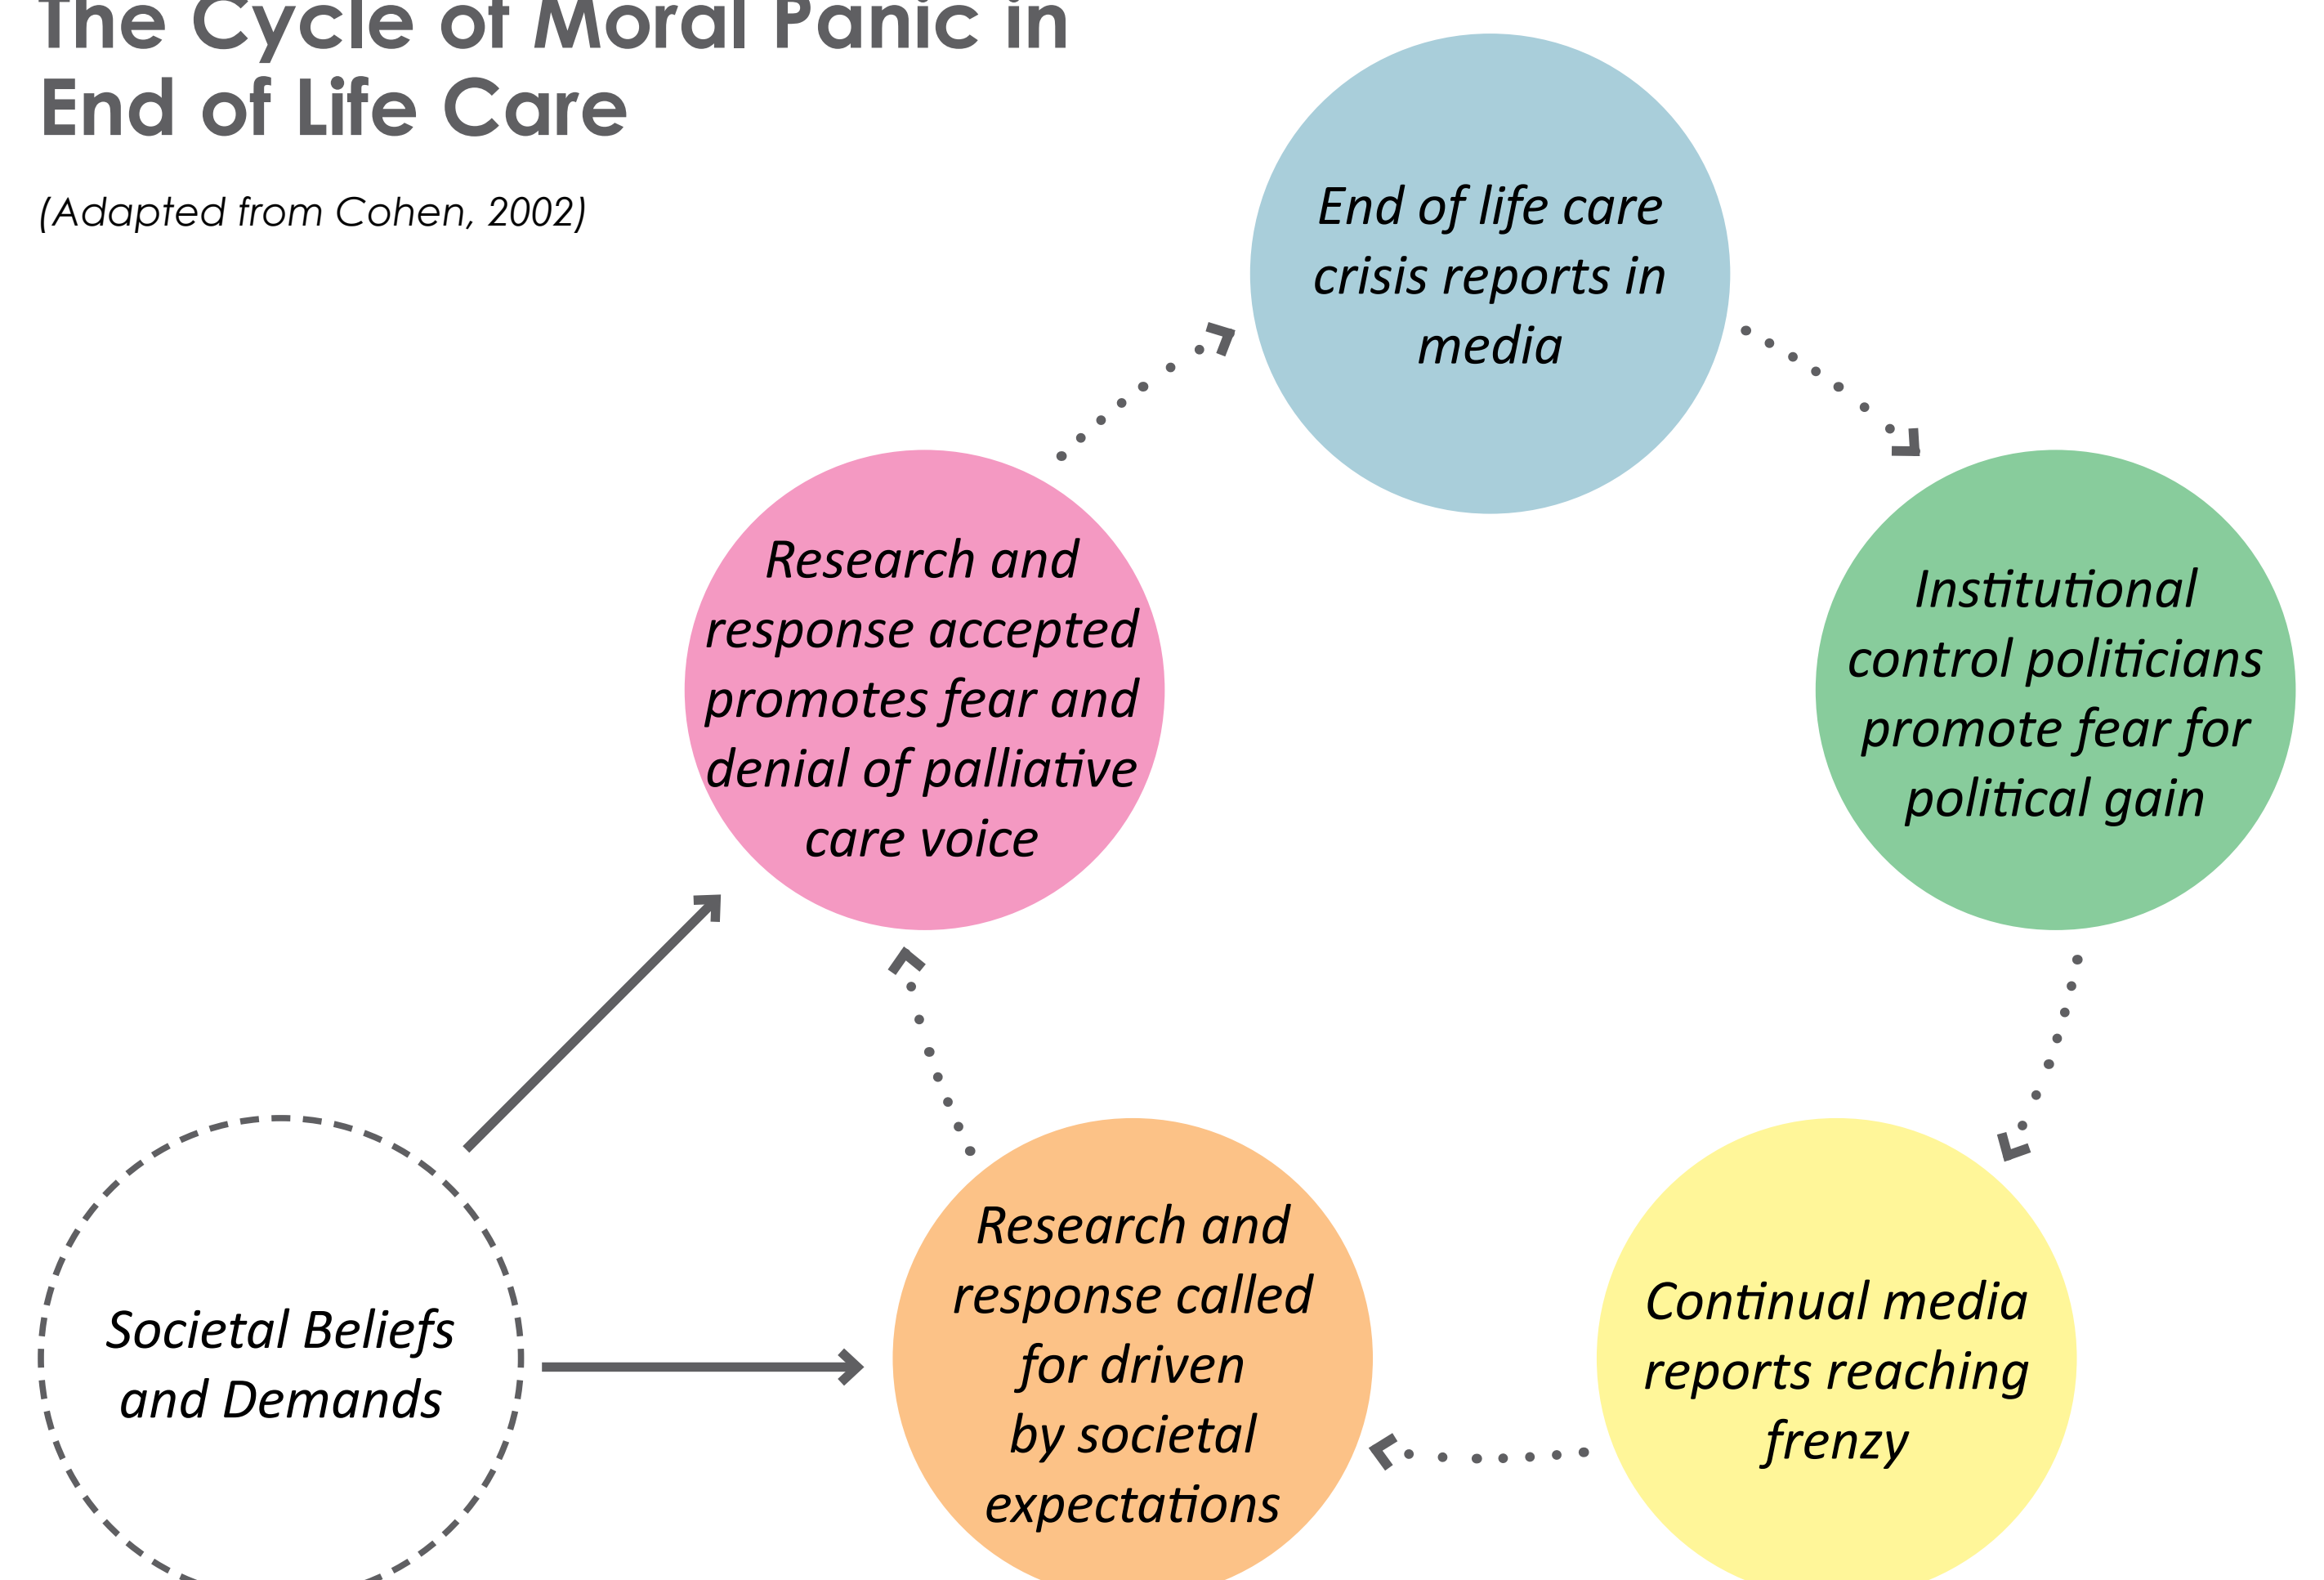 The Cycle of Moral Panic in
End of Life Care
(Adapted from Cohen, 2002)
End of life care
crisis reports in
media
Institutional
control politicians
promote fear for
political gain
Continual media
reports reaching
frenzy
Research and
response called
for driven
by societal
expectations
Research and
response accepted
promotes fear and
denial of palliative
care voice
Societal Beliefs
and Demands